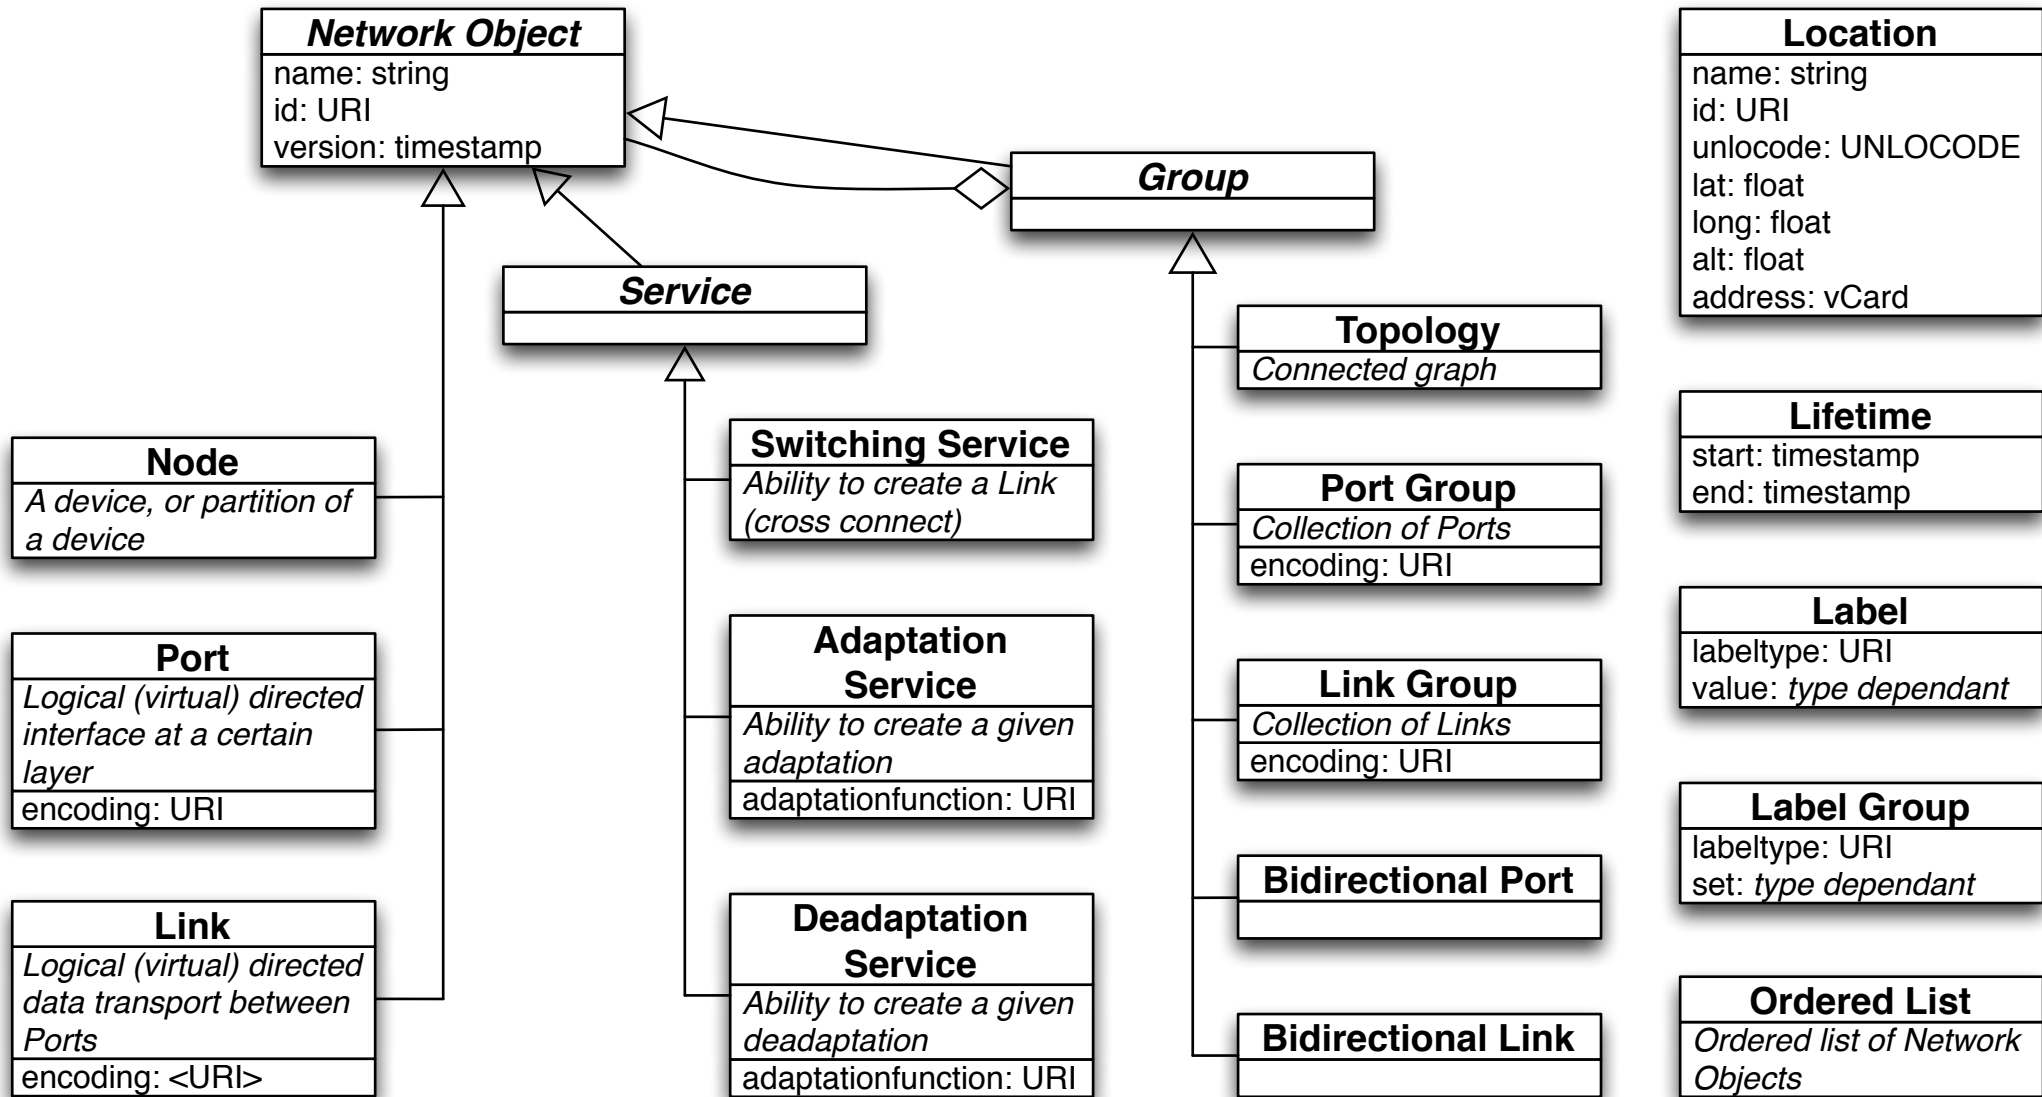 Network Object
name: string
id: URI
version: timestamp
Group
Service
Node
A device, or partition of
a device
Port
Logical (virtual) directed
interface at a certain
layer
encoding: URI
Link
Logical (virtual) directed
data transport between
Ports
encoding: <URI>
Switching Service
Ability to create a Link
(cross connect)
Adaptation
Service
Ability to create a given
adaptation
adaptationfunction: URI
Deadaptation
Service
Ability to create a given
deadaptation
adaptationfunction: URI
Topology
Connected graph
Port Group
Collection of Ports
encoding: URI
Link Group
Collection of Links
encoding: URI
Bidirectional Port
Bidirectional Link
Location
name: string
id: URI
unlocode: UNLOCODE
lat: float
long: float
alt: float
address: vCard
Lifetime
start: timestamp
end: timestamp
Label
labeltype: URI
value: type dependant
Label Group
labeltype: URI
set: type dependant
Ordered List
Ordered list of Network
Objects